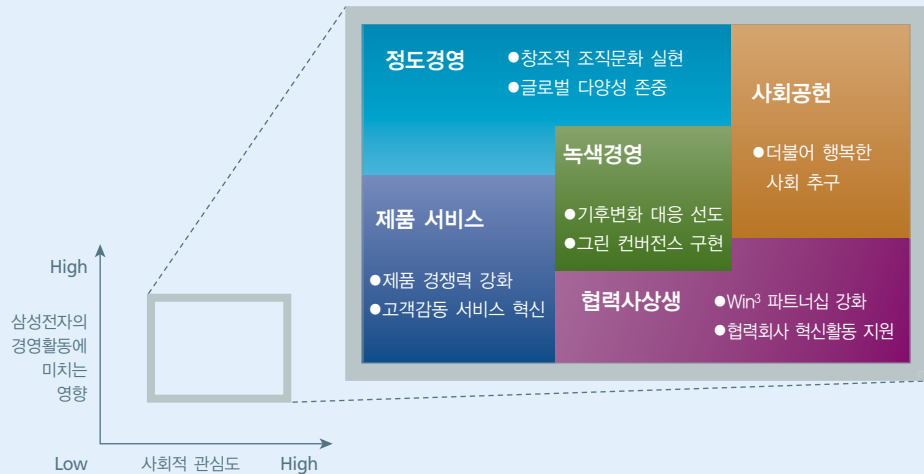 정도경영
●창조적 조직문화 실현
●글로벌 다양성 존중
사회공헌
●더불어 행복한
사회 추구
녹색경영
●기후변화 대응 선도
●그린 컨버전스 구현
제품 서비스
●제품 경쟁력 강화
●고객감동 서비스 혁신
협력사상생
●Win³ 파트너십 강화
●협력회사 혁신활동 지원
High
삼성전자의
경영활동에
미치는
영향
Low 사회적 관심도 High